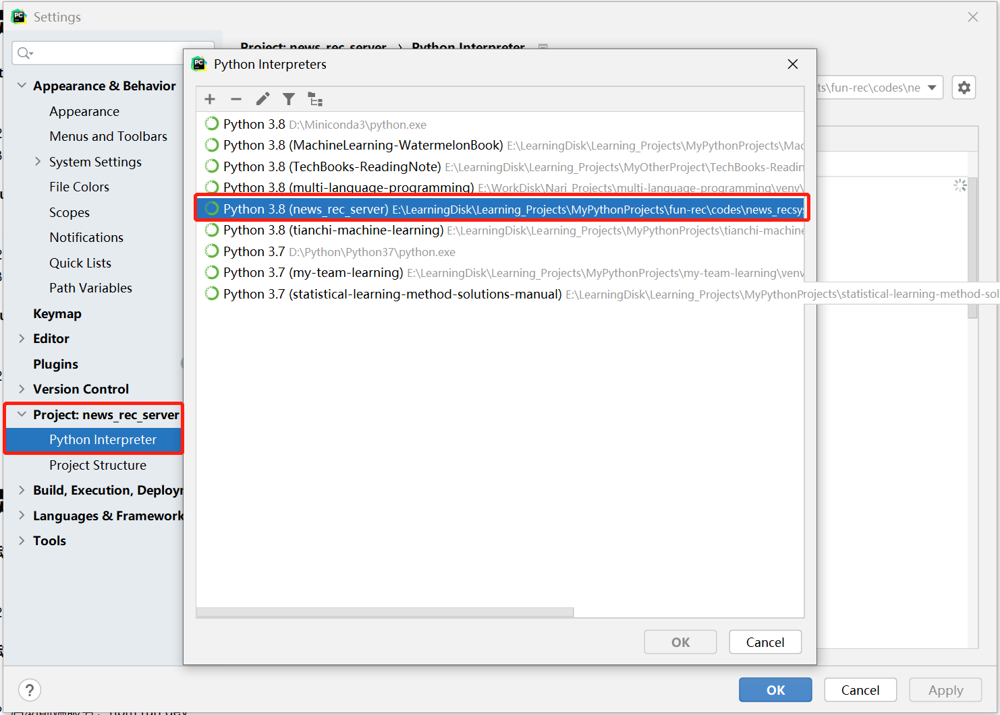 Settings
Project: news_rec_server › Python Interpreter
Python Interpreters
Appearance & Behavior
Appearance
Menus and Toolbars
System Settings
File Colors
Scopes
Notifications
Quick Lists
Path Variables
Keymap
Editor
Plugins
Version Control
Project: news_rec_server
Python Interpreter
Project Structure
Build, Execution, Deployn
Languages & Framework
Tools
ts\fun-rec\codes\ne
Python 3.8 D:\Miniconda3\python.exe
Python 3.8 (MachineLearning-WatermelonBook) E:\LearningDisk\Learning_Projects\MyPythonProjects\Mac
Python 3.8 (TechBooks-ReadingNote) E:\LearningDisk\Learning_Projects\MyOtherProject\TechBooks-Readin
Python 3.8 (multi-language-programming) E:\WorkDisk\Nari_Projects\multi-language-programming\venv\
Python 3.8 (news_rec_server) E:\LearningDisk\Learning_Projects\MyPythonProjects\fun-rec\codes\news_recsy
Python 3.8 (tianchi-machine-learning) E:\LearningDisk\Learning_Projects\MyPythonProjects\tianchi-machine
Python 3.7 D:\Python\Python37\python.exe
Python 3.7 (my-team-learning) E:\LearningDisk\Learning_Projects\MyPythonProjects\my-team-learning\venv
Python 3.7 (statistical-learning-method-solutions-manual) E:\LearningDisk\Learning_Projects\MyPythonProjects\statistical-learning-method-sol
OK
Cancel
?
OK
Cancel
Apply